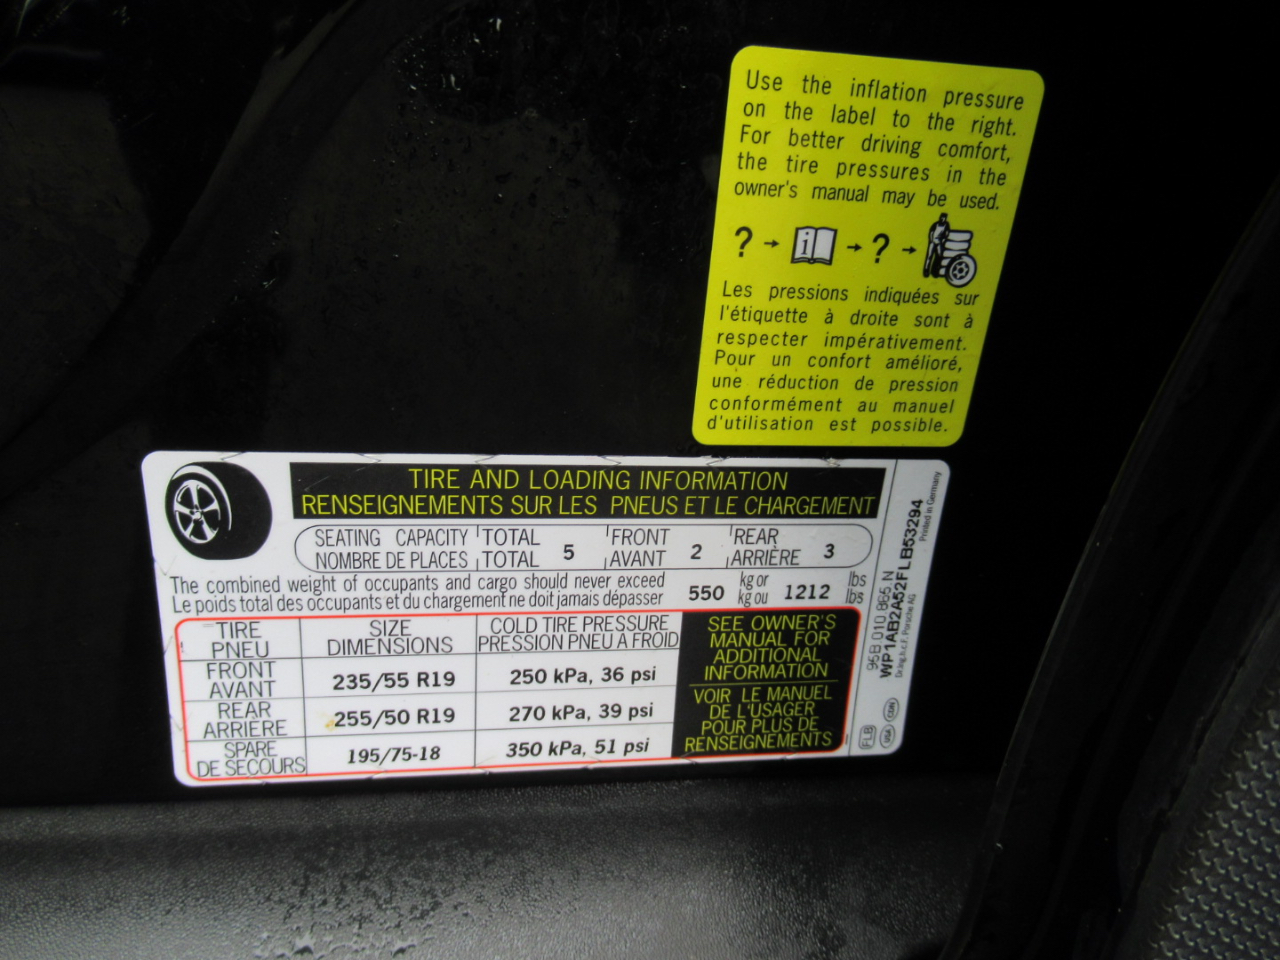 Use the inflation pressure
on the label to the right.
For better driving comfort,
the tire pressures in the
owner's manual may be used.
? → i → ? →
Les pressions indiquées sur
l'étiquette à droite sont à
respecter impérativement.
Pour un confort amélioré,
une réduction de pression
conformément au manuel
d'utilisation est possible.
TIRE AND LOADING INFORMATION
RENSEIGNEMENTS SUR LES PNEUS ET LE CHARGEMENT
SEATING CAPACITY TOTAL FRONT REAR
NOMBRE DE PLACES TOTAL 5 AVANT 2 ARRIÈRE 3
The combined weight of occupants and cargo should never exceed 550 kg or 1212 lbs
Le poids total des occupants et du chargement ne doit jamais dépasser kg ou lbs
TIRE SIZE COLD TIRE PRESSURE
PNEU DIMENSIONS PRESSION PNEU A FROID
FRONT
AVANT 235/55 R19 250 kPa, 36 psi
REAR
ARRIÈRE 255/50 R19 270 kPa, 39 psi
SPARE
DE SECOURS 195/75-18 350 kPa, 51 psi
SEE OWNER'S
MANUAL FOR
ADDITIONAL
INFORMATION
VOIR LE MANUEL
DE L'USAGER
POUR PLUS DE
RENSEIGNEMENTS
95B 010 865 N
WP1AB2A52FLB53294
Dr.Ing.h.c.F. Porsche AG
Printed in Germany
FLB USA CDN